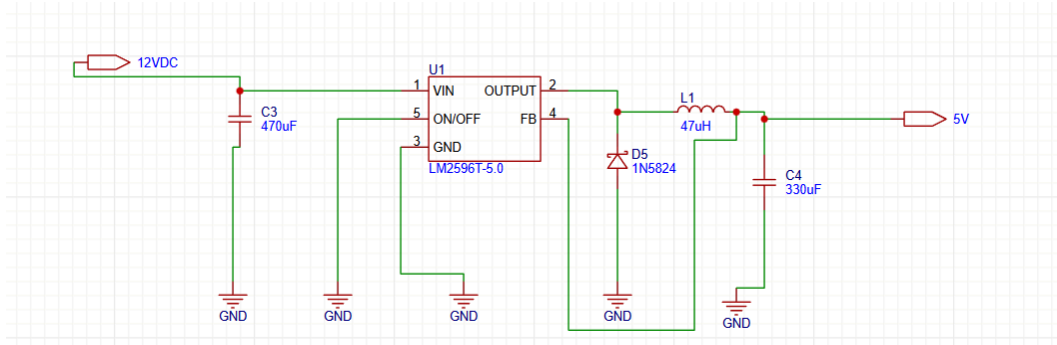 12VDC
C3
470uF
U1
1
VIN
OUTPUT
2
5
ON/OFF
FB
4
3
GND
LM2596T-5.0
L1
47uH
5V
D5
1N5824
C4
330uF
GND
GND
GND
GND
GND